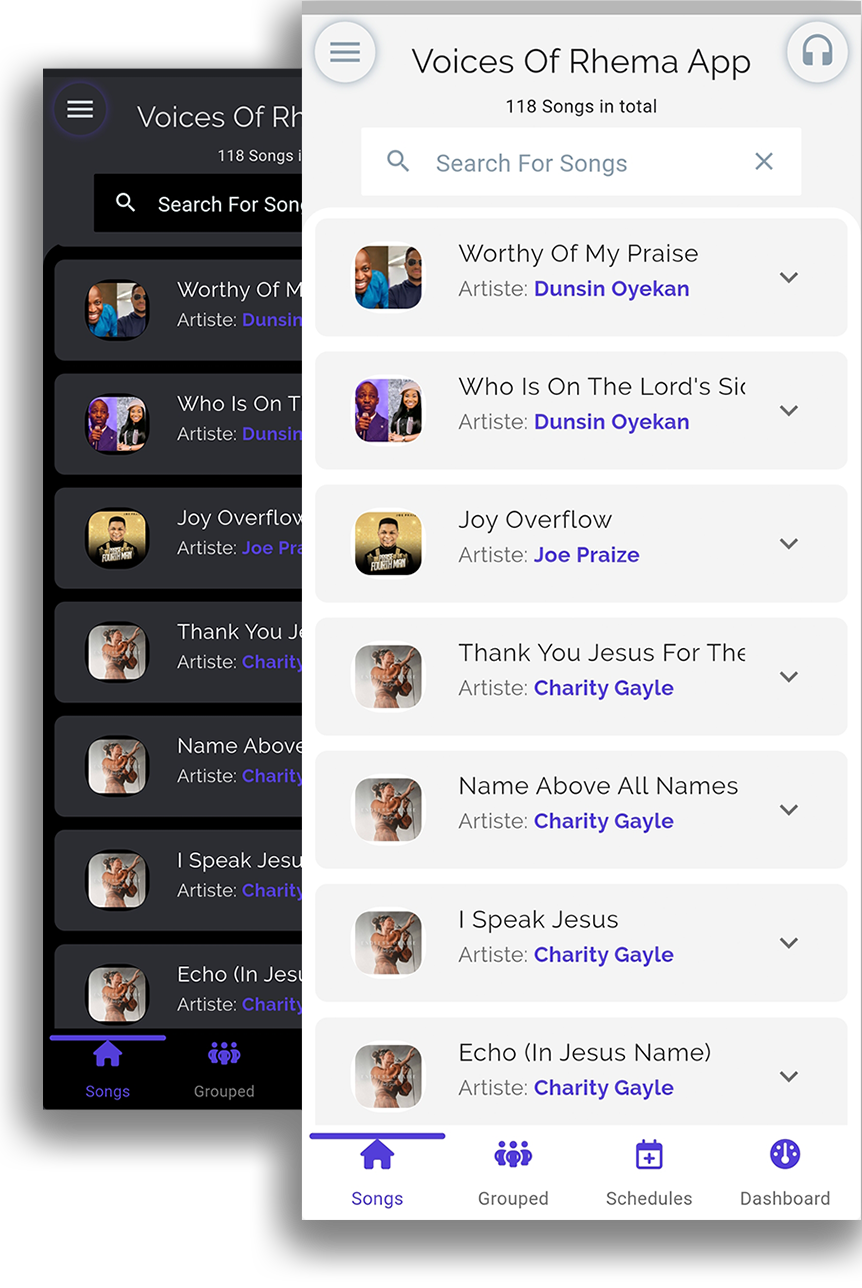 Voices Of Rh
118 Songs i
Search For Son
Worthy Of M
Artiste: Dunsin
Who Is On T
Artiste: Dunsin
Joy Overflow
Artiste: Joe Pra
Thank You Je
Artiste: Charity
Name Above
Artiste: Charity
I Speak Jesu
Artiste: Charity
Echo (In Jesu
Artiste: Charity
Songs
Grouped
Voices Of Rhema App
118 Songs in total
Search For Songs
Worthy Of My Praise
Artiste: Dunsin Oyekan
Who Is On The Lord's Sid
Artiste: Dunsin Oyekan
Joy Overflow
Artiste: Joe Praize
FOURTH MAN
Thank You Jesus For The
Artiste: Charity Gayle
Name Above All Names
Artiste: Charity Gayle
I Speak Jesus
Artiste: Charity Gayle
Echo (In Jesus Name)
Artiste: Charity Gayle
Songs
Grouped
Schedules
Dashboard